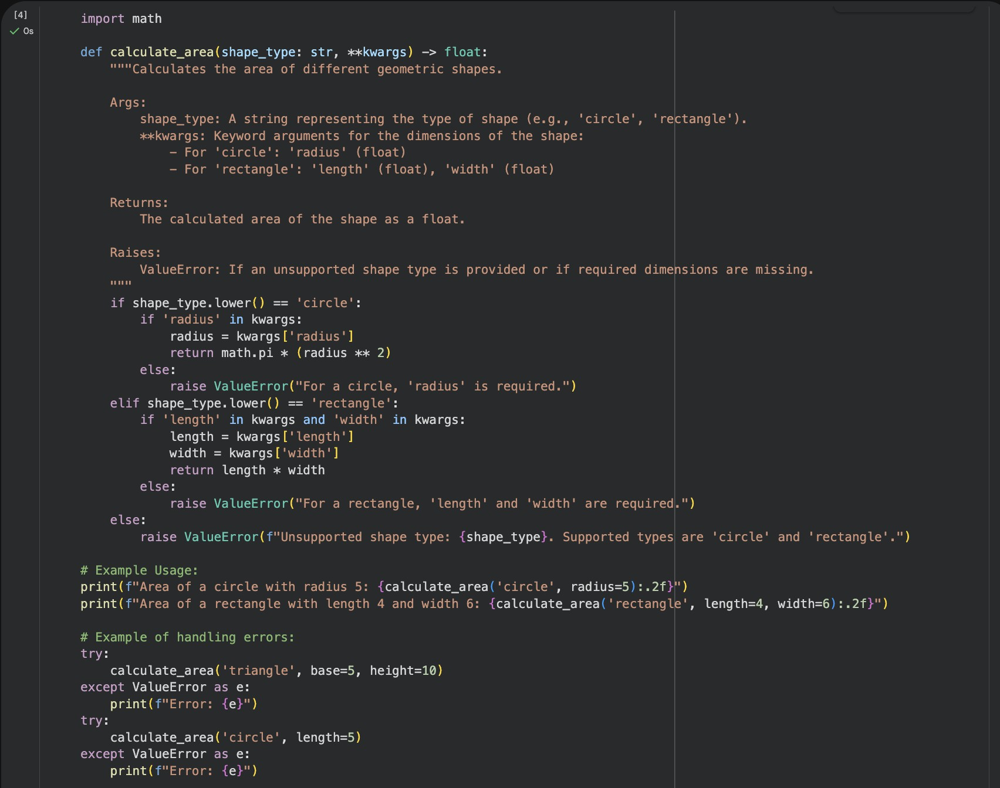 [4]
0s
import math
def calculate_area(shape_type: str, **kwargs) -> float:
    """Calculates the area of different geometric shapes.
    Args:
        shape_type: A string representing the type of shape (e.g., 'circle', 'rectangle').
        **kwargs: Keyword arguments for the dimensions of the shape:
            - For 'circle': 'radius' (float)
            - For 'rectangle': 'length' (float), 'width' (float)
    Returns:
        The calculated area of the shape as a float.
    Raises:
        ValueError: If an unsupported shape type is provided or if required dimensions are missing.
    """
    if shape_type.lower() == 'circle':
        if 'radius' in kwargs:
            radius = kwargs['radius']
            return math.pi * (radius ** 2)
        else:
            raise ValueError("For a circle, 'radius' is required.")
    elif shape_type.lower() == 'rectangle':
        if 'length' in kwargs and 'width' in kwargs:
            length = kwargs['length']
            width = kwargs['width']
            return length * width
        else:
            raise ValueError("For a rectangle, 'length' and 'width' are required.")
    else:
        raise ValueError(f"Unsupported shape type: {shape_type}. Supported types are 'circle' and 'rectangle'.")
# Example Usage:
print(f"Area of a circle with radius 5: {calculate_area('circle', radius=5):.2f}")
print(f"Area of a rectangle with length 4 and width 6: {calculate_area('rectangle', length=4, width=6):.2f}")
# Example of handling errors:
try:
    calculate_area('triangle', base=5, height=10)
except ValueError as e:
    print(f"Error: {e}")
try:
    calculate_area('circle', length=5)
except ValueError as e:
    print(f"Error: {e}")